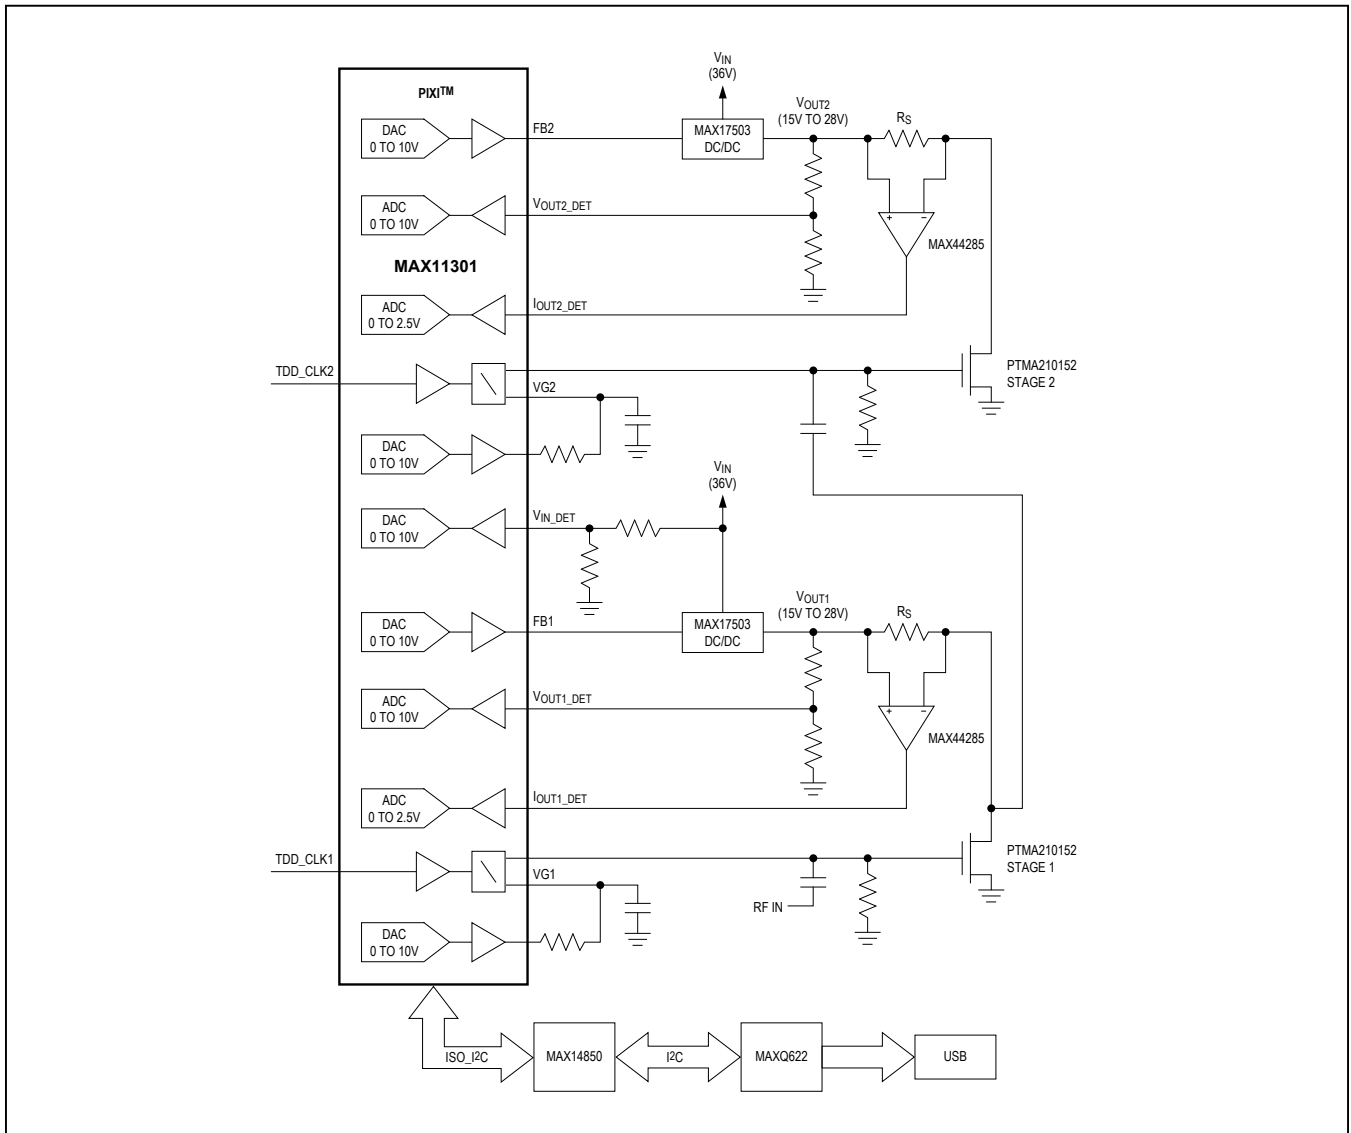 PIXI™
VIN
(36V)
DAC
0 TO 10V
FB2
MAX17503
DC/DC
VOUT2
(15V TO 28V)
RS
ADC
0 TO 10V
VOUT2_DET
+ −
MAX44285
MAX11301
ADC
0 TO 2.5V
IOUT2_DET
TDD_CLK2
VG2
PTMA210152
STAGE 2
DAC
0 TO 10V
VIN
(36V)
DAC
0 TO 10V
VIN_DET
DAC
0 TO 10V
FB1
MAX17503
DC/DC
VOUT1
(15V TO 28V)
RS
ADC
0 TO 10V
VOUT1_DET
+ −
MAX44285
ADC
0 TO 2.5V
IOUT1_DET
TDD_CLK1
VG1
RF IN
PTMA210152
STAGE 1
DAC
0 TO 10V
ISO_I2C
MAX14850
I2C
MAXQ622
USB